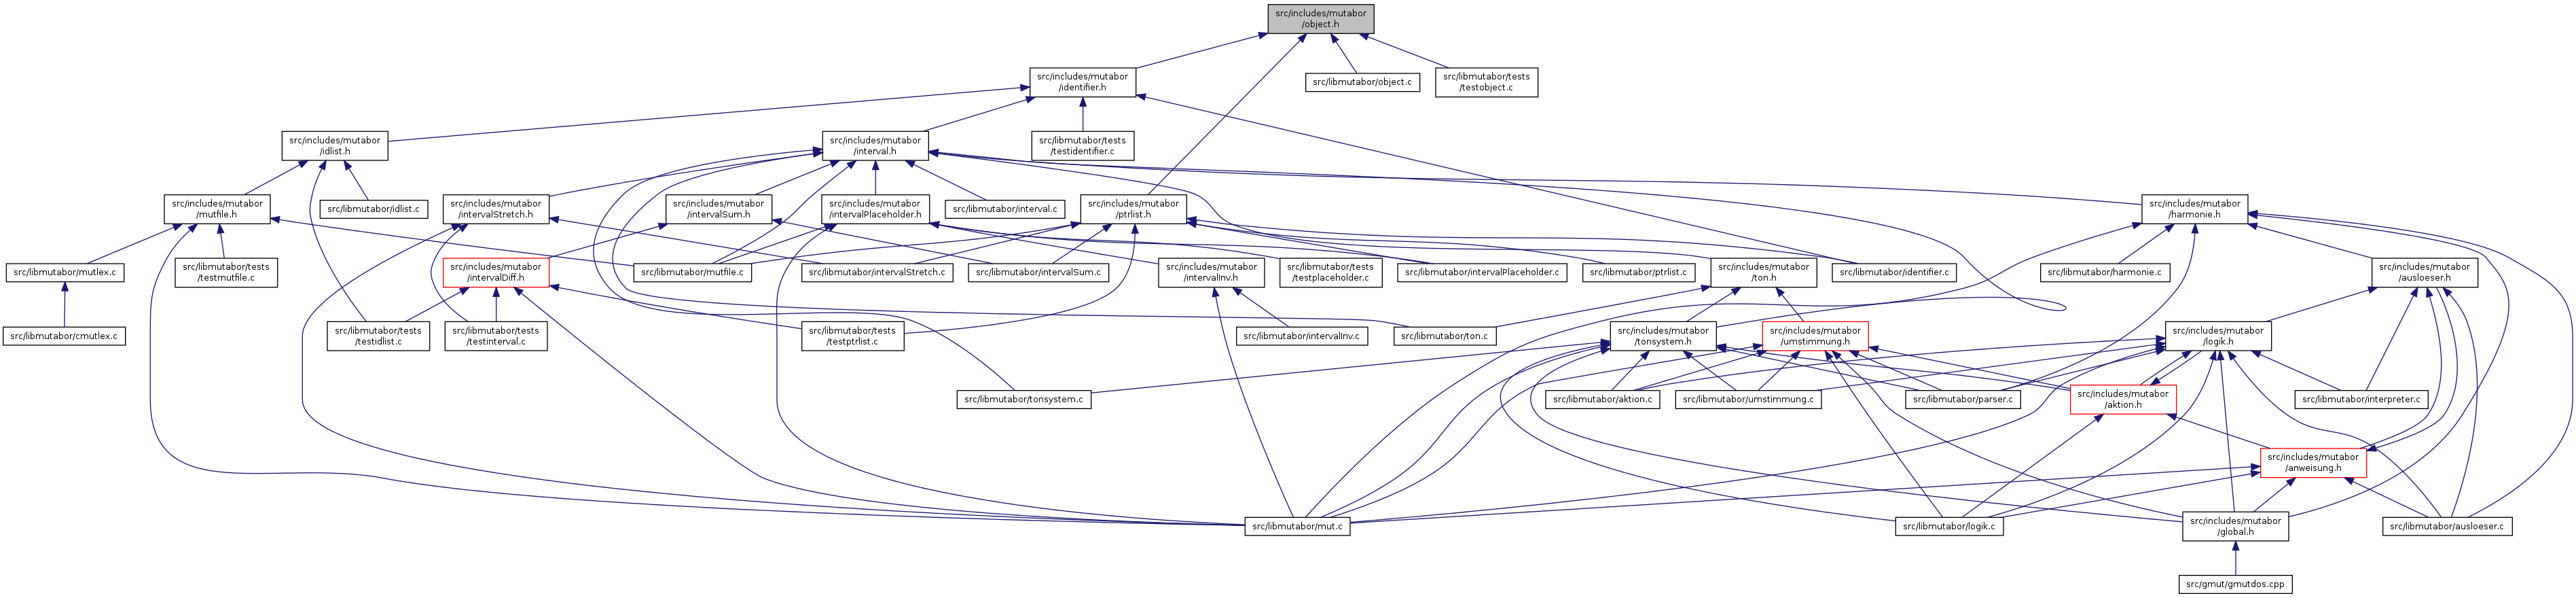 src/includes/mutabor
/object.h
src/includes/mutabor
/identifier.h
src/libmutabor/object.c
src/libmutabor/tests
/testobject.c
src/includes/mutabor
/idlist.h
src/includes/mutabor
/interval.h
src/libmutabor/tests
/testidentifier.c
src/includes/mutabor
/mutfile.h
src/libmutabor/idlist.c
src/includes/mutabor
/intervalStretch.h
src/includes/mutabor
/intervalSum.h
src/includes/mutabor
/intervalPlaceholder.h
src/libmutabor/interval.c
src/includes/mutabor
/ptrlist.h
src/includes/mutabor
/harmonie.h
src/libmutabor/mutlex.c
src/libmutabor/tests
/testmutfile.c
src/includes/mutabor
/intervalDiff.h
src/libmutabor/mutfile.c
src/libmutabor/intervalStretch.c
src/libmutabor/intervalSum.c
src/includes/mutabor
/intervalInv.h
src/libmutabor/tests
/testplaceholder.c
src/libmutabor/intervalPlaceholder.c
src/libmutabor/ptrlist.c
src/includes/mutabor
/ton.h
src/libmutabor/identifier.c
src/libmutabor/harmonie.c
src/includes/mutabor
/ausloeser.h
src/libmutabor/cmutlex.c
src/libmutabor/tests
/testidlist.c
src/libmutabor/tests
/testinterval.c
src/libmutabor/tests
/testptrlist.c
src/libmutabor/intervalInv.c
src/libmutabor/ton.c
src/includes/mutabor
/tonsystem.h
src/includes/mutabor
/umstimmung.h
src/includes/mutabor
/logik.h
src/libmutabor/tonsystem.c
src/libmutabor/aktion.c
src/libmutabor/umstimmung.c
src/libmutabor/parser.c
src/includes/mutabor
/aktion.h
src/libmutabor/interpreter.c
src/includes/mutabor
/anweisung.h
src/libmutabor/mut.c
src/libmutabor/logik.c
src/includes/mutabor
/global.h
src/libmutabor/ausloeser.c
src/gmut/gmutdos.cpp